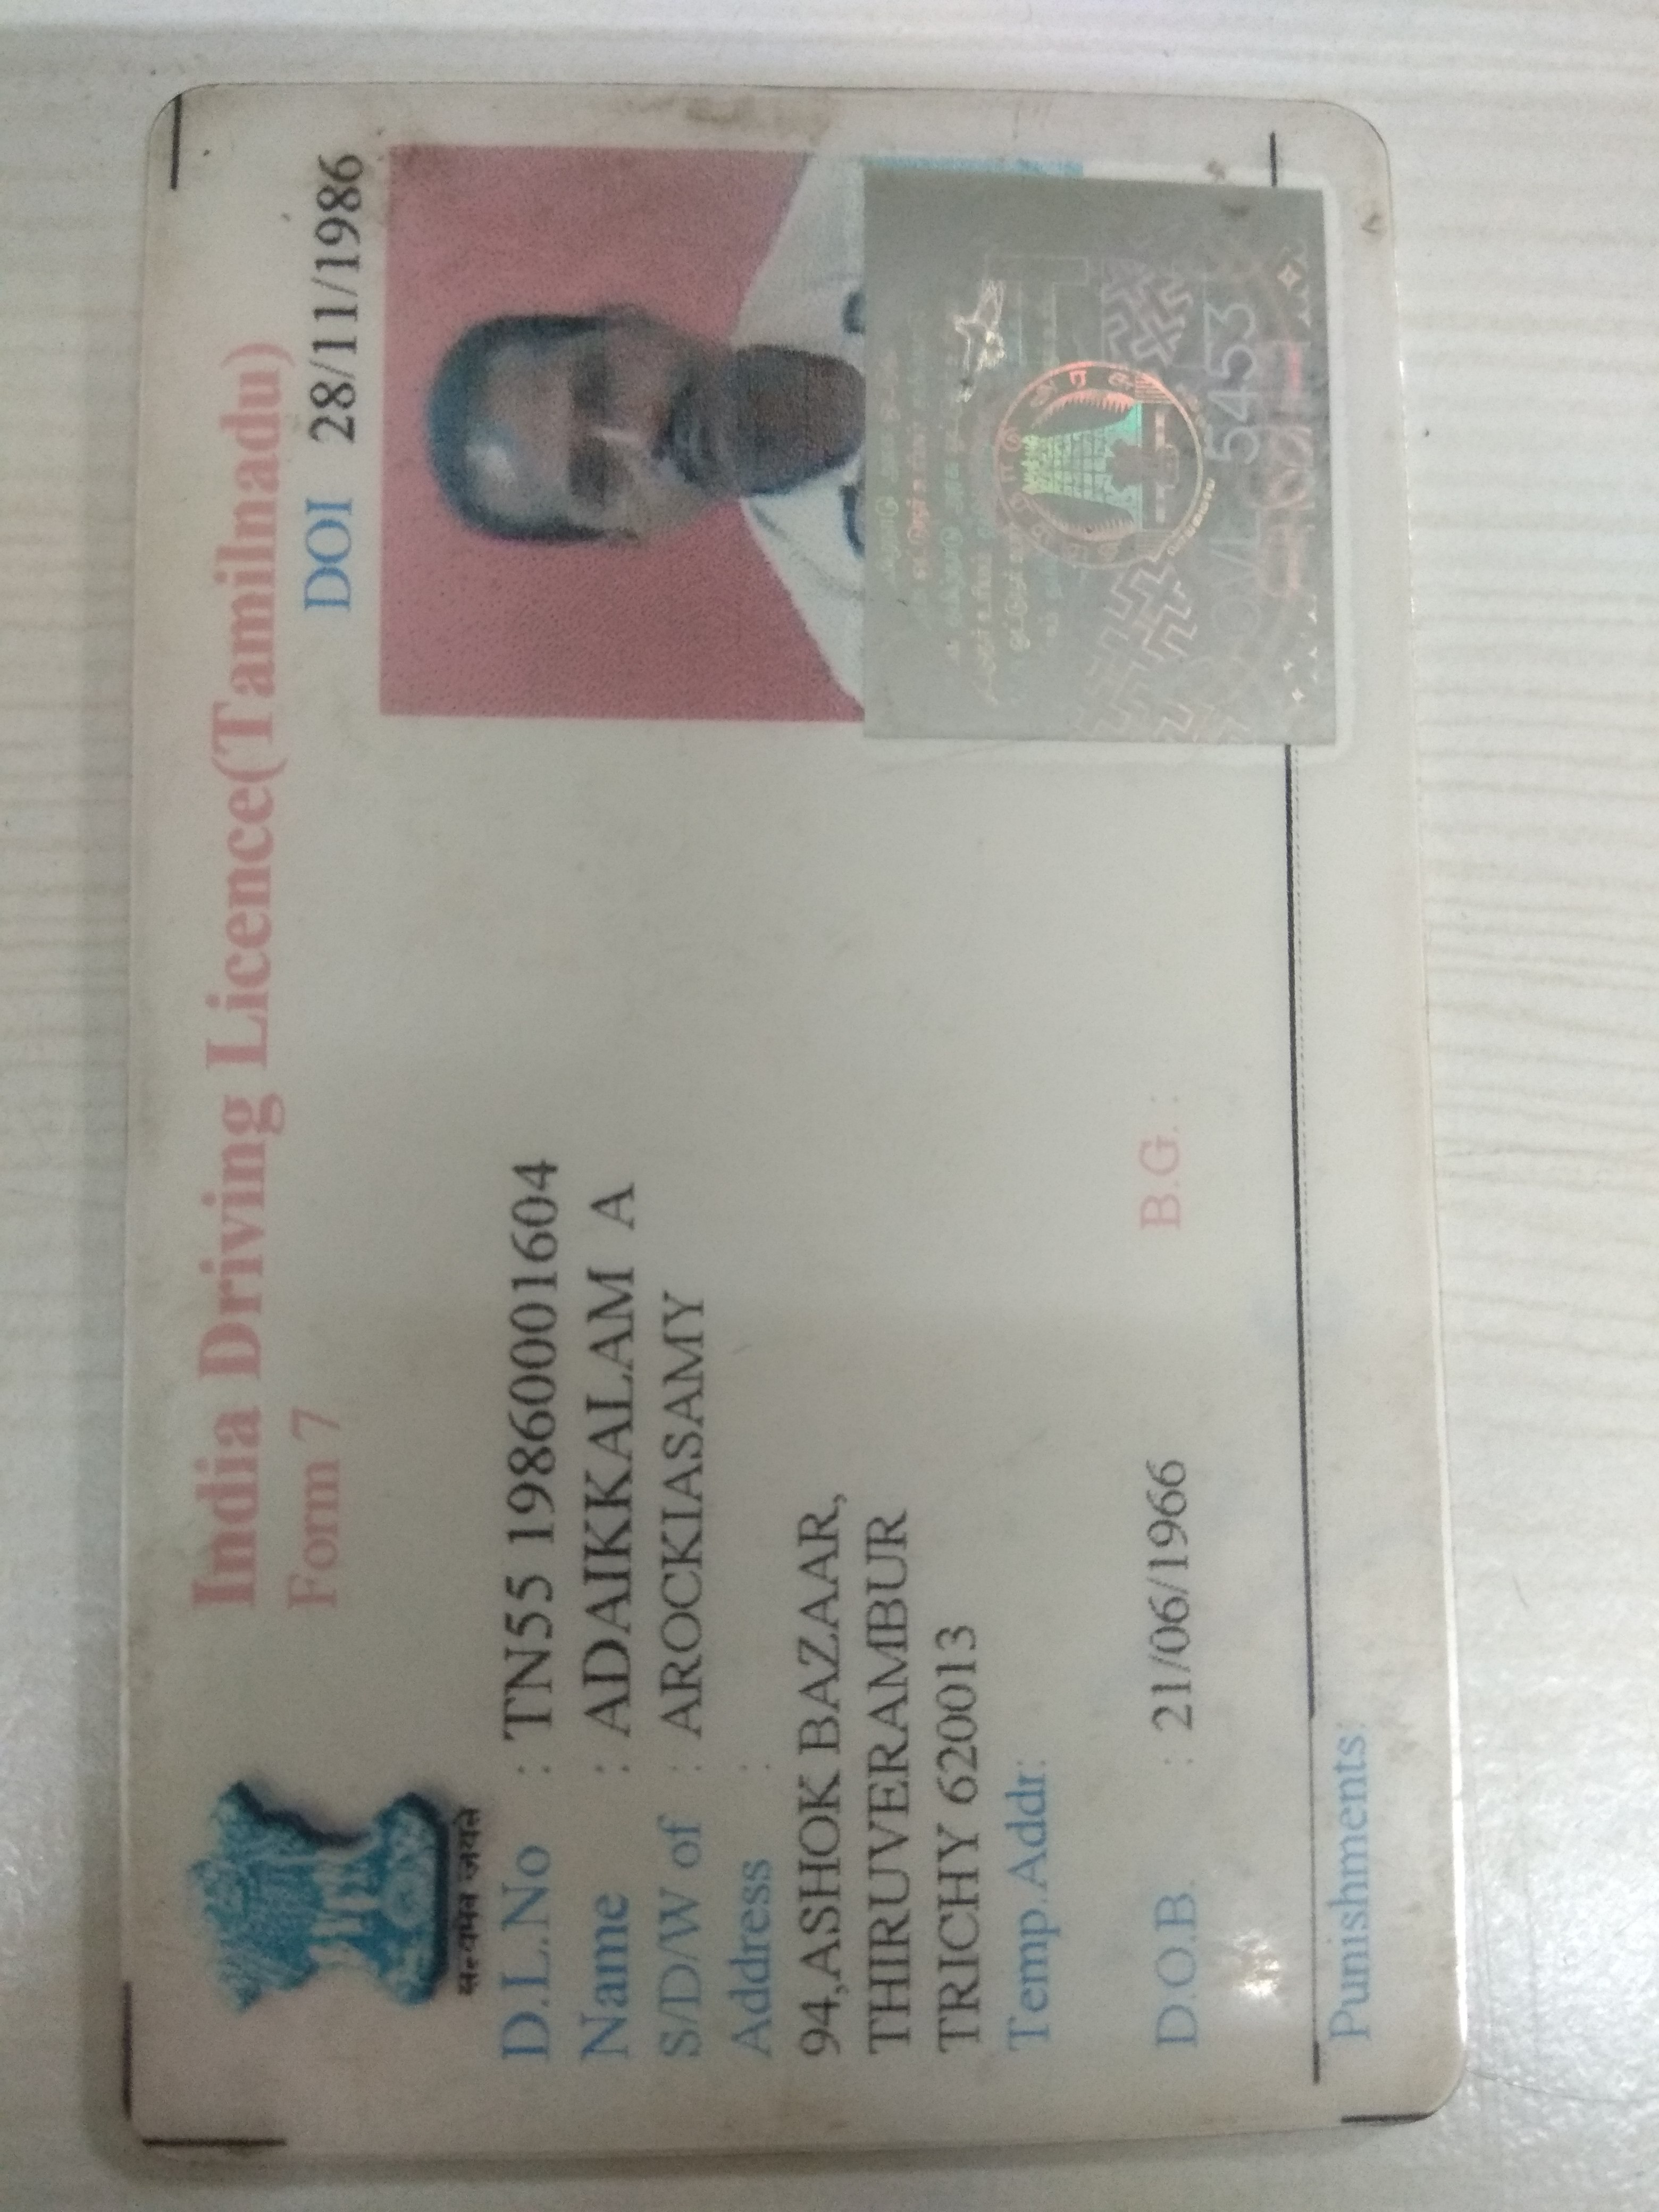 India Driving Licence(Tamilnadu)
Form 7
DOI 28/11/1986
सत्यमेव जयते
D.L.No : TN55 19860001604
Name : ADAIKKALAM A
S/D/W of : AROCKIASAMY
Address :
94,ASHOK BAZAAR,
THIRUVERAMBUR
TRICHY 620013
Temp.Addr:
D.O.B. : 21/06/1966 B.G. :
Punishments:
5453